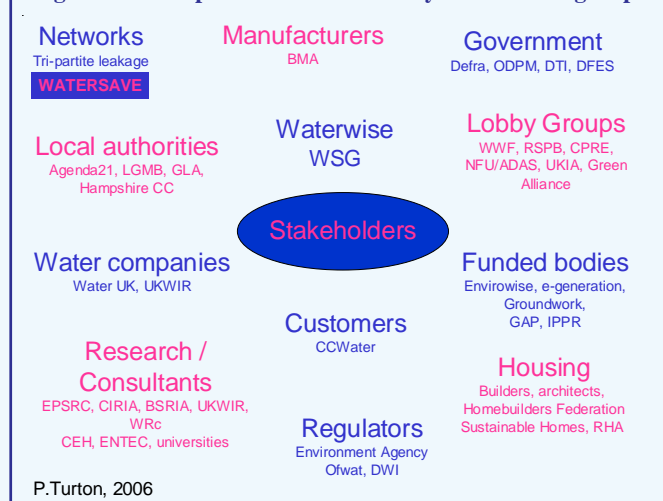 Networks
Tri-partite leakage
WATERSAVE
Manufacturers
BMA
Government
Defra, ODPM, DTI, DFES
Local authorities
Agenda21, LGMB, GLA,
Hampshire CC
Waterwise
WSG
Lobby Groups
WWF, RSPB, CPRE,
NFU/ADAS, UKIA, Green
Alliance
Stakeholders
Water companies
Water UK, UKWIR
Funded bodies
Envirowise, e-generation,
Groundwork,
GAP, IPPR
Customers
CCWater
Research /
Consultants
EPSRC, CIRIA, BSRIA, UKWIR,
WRc
CEH, ENTEC, universities
Housing
Builders, architects,
Homebuilders Federation
Sustainable Homes, RHA
Regulators
Environment Agency
Ofwat, DWI
P.Turton, 2006